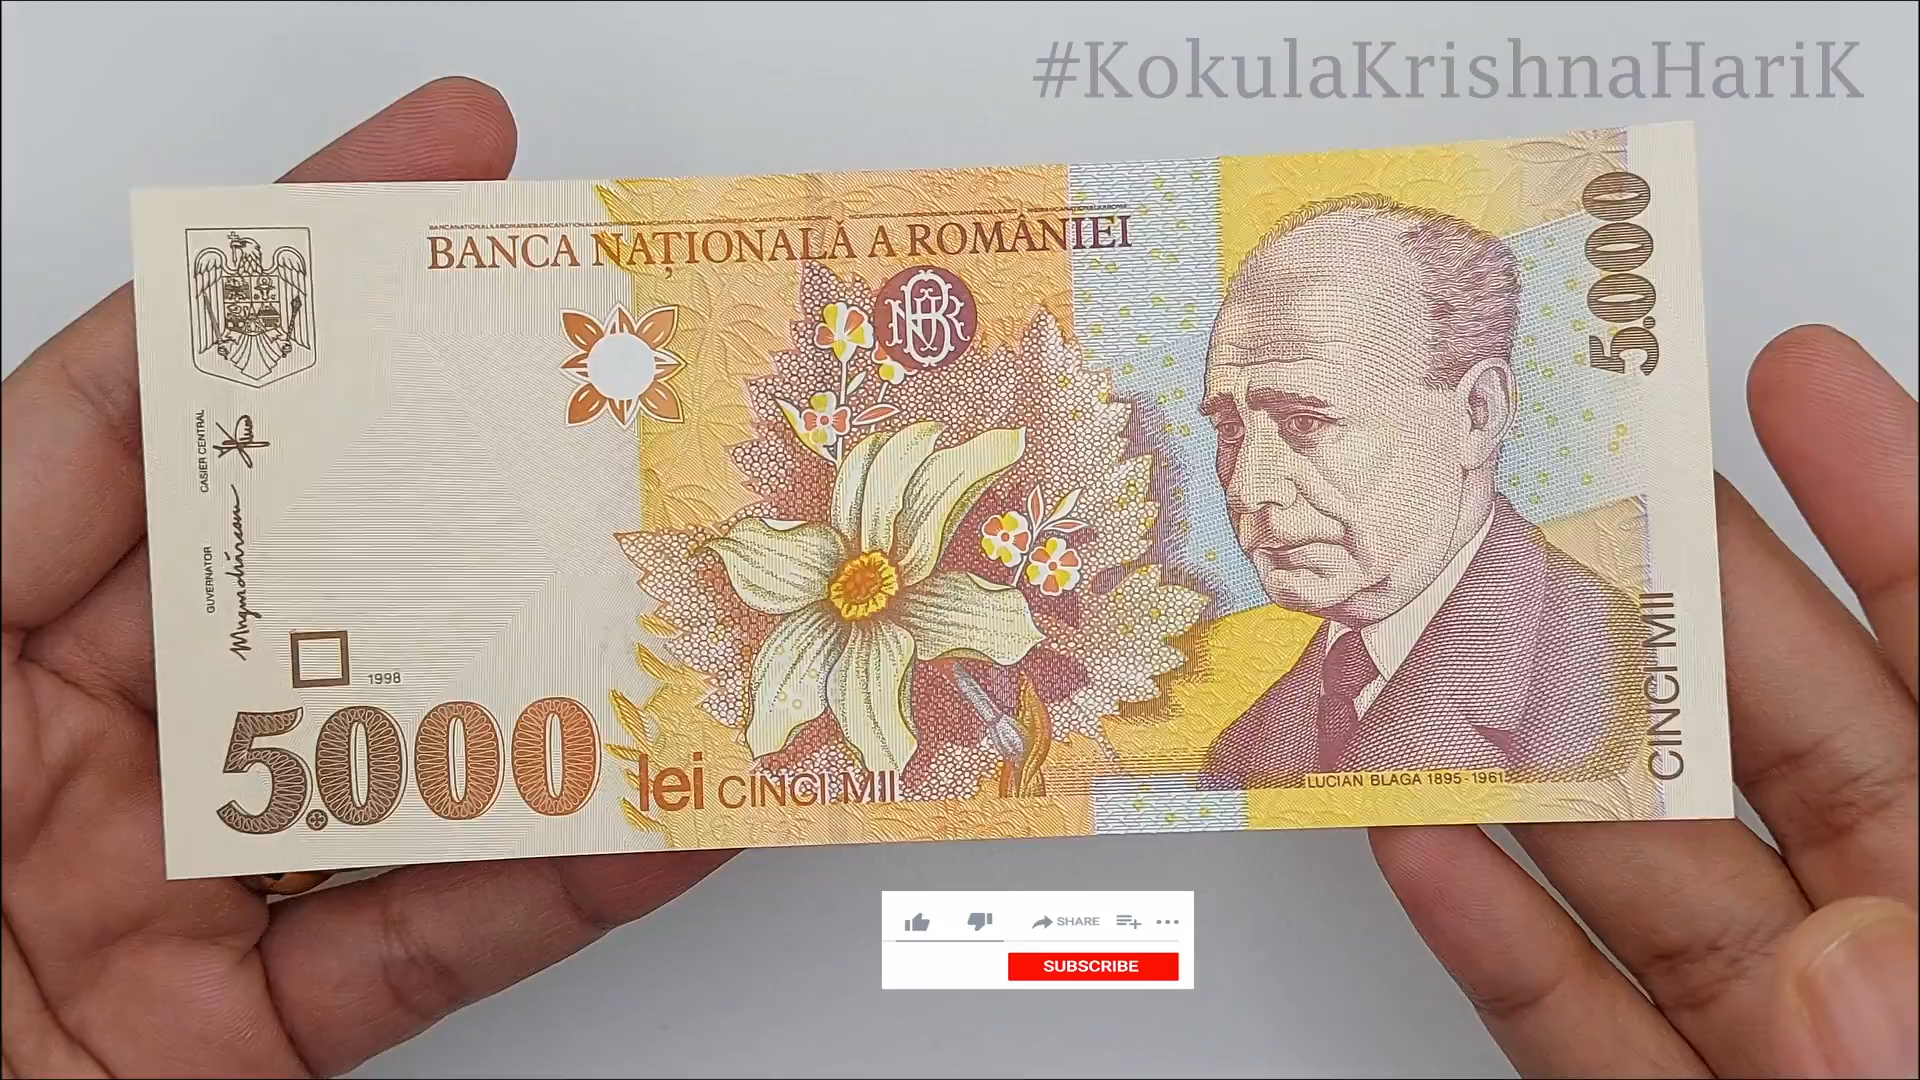 #KokulaKrishnaHariK
BANCA NAȚIONALĂ A ROMÂNIEI
5.000
CASIER CENTRAL
GUVERNATOR
1998
5.000
lei CINCI MII
LUCIAN BLAGA 1895-1961
CINCI MII
SHARE
SUBSCRIBE